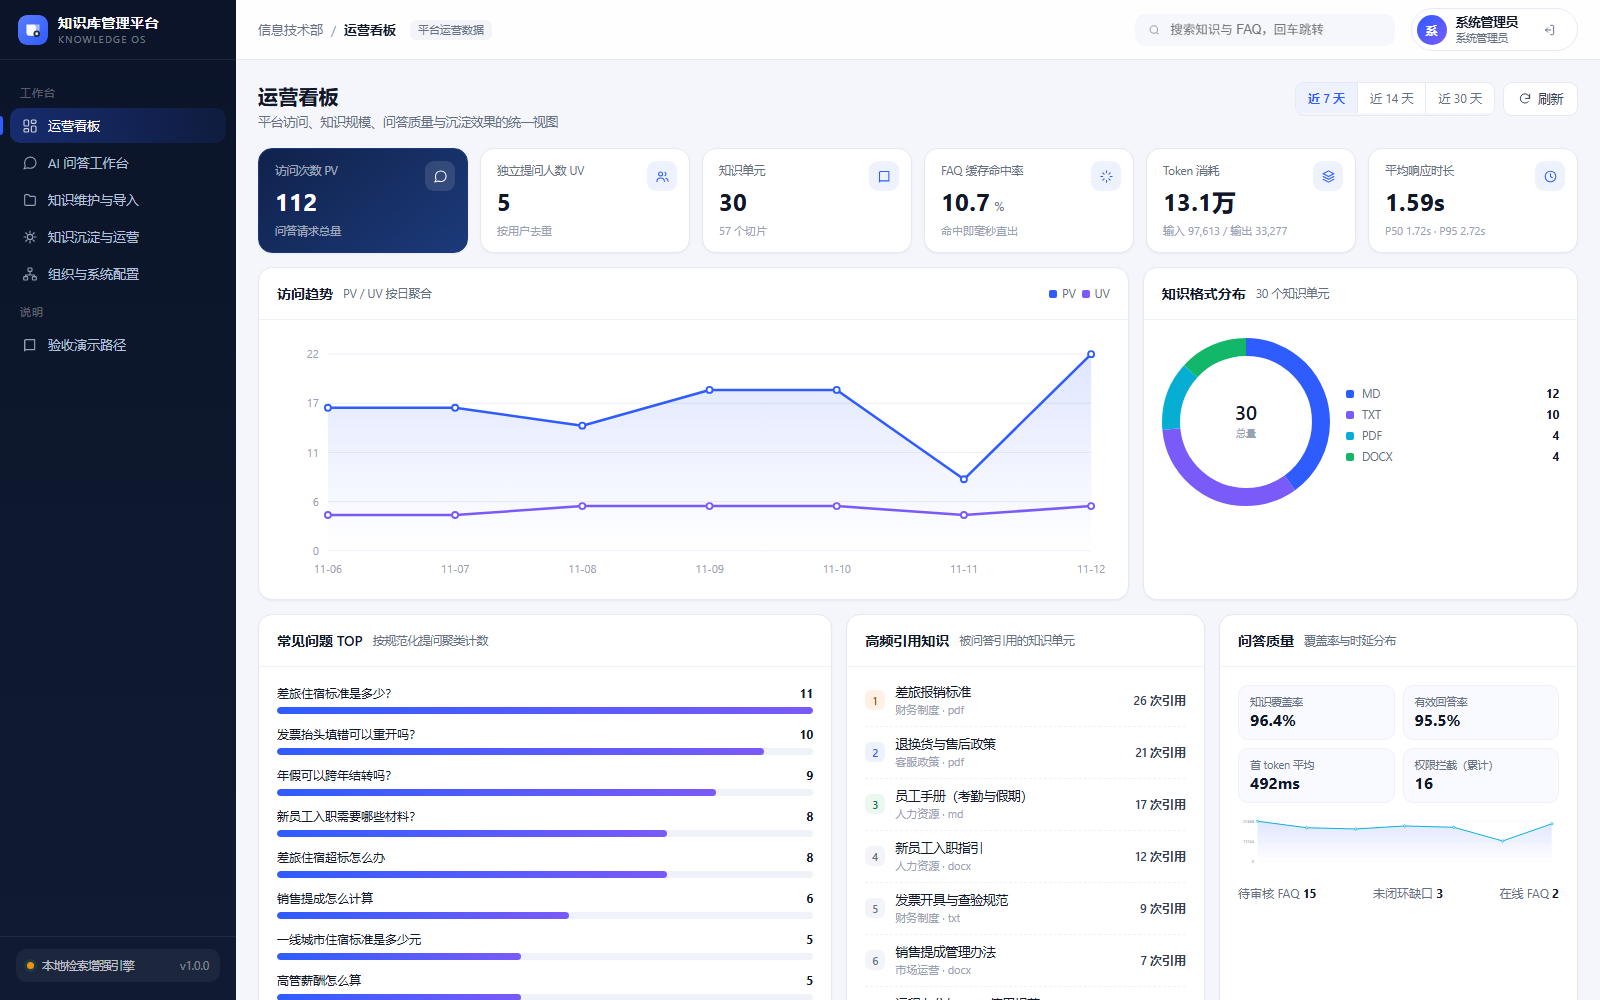 知识库管理平台
KNOWLEDGE OS
工作台
运营看板
AI 问答工作台
知识维护与导入
知识沉淀与运营
组织与系统配置
说明
验收演示路径
本地检索增强引擎 v1.0.0
信息技术部 / 运营看板 平台运营数据
搜索知识与 FAQ，回车跳转
系 系统管理员
系统管理员
运营看板
平台访问、知识规模、问答质量与沉淀效果的统一视图
近 7 天 近 14 天 近 30 天 刷新
访问次数 PV
112
问答请求总量
独立提问人数 UV
5
按用户去重
知识单元
30
57 个切片
FAQ 缓存命中率
10.7 %
命中即毫秒直出
Token 消耗
13.1万
输入 97,613 / 输出 33,277
平均响应时长
1.59s
P50 1.72s · P95 2.72s
访问趋势 PV / UV 按日聚合
PV UV
22
17
11
6
0
11-06 11-07 11-08 11-09 11-10 11-11 11-12
知识格式分布 30 个知识单元
30
总量
MD 12
TXT 10
PDF 4
DOCX 4
常见问题 TOP 按规范化提问聚类计数
差旅住宿标准是多少? 11
发票抬头填错可以重开吗? 10
年假可以跨年结转吗? 9
新员工入职需要哪些材料? 8
差旅住宿超标怎么办 8
销售提成怎么计算 6
一线城市住宿标准是多少元 5
高管薪酬怎么算 5
高频引用知识 被问答引用的知识单元
1 差旅报销标准 26 次引用
财务制度 · pdf
2 退换货与售后政策 21 次引用
客服政策 · pdf
3 员工手册（考勤与假期） 17 次引用
人力资源 · md
4 新员工入职指引 12 次引用
人力资源 · docx
5 发票开具与查验规范 9 次引用
财务制度 · txt
6 销售提成管理办法 7 次引用
市场运营 · docx
问答质量 覆盖率与时延分布
知识覆盖率
96.4%
有效回答率
95.5%
首 token 平均
492ms
权限拦截（累计）
16
待审核 FAQ 15 未闭环缺口 3 在线 FAQ 2